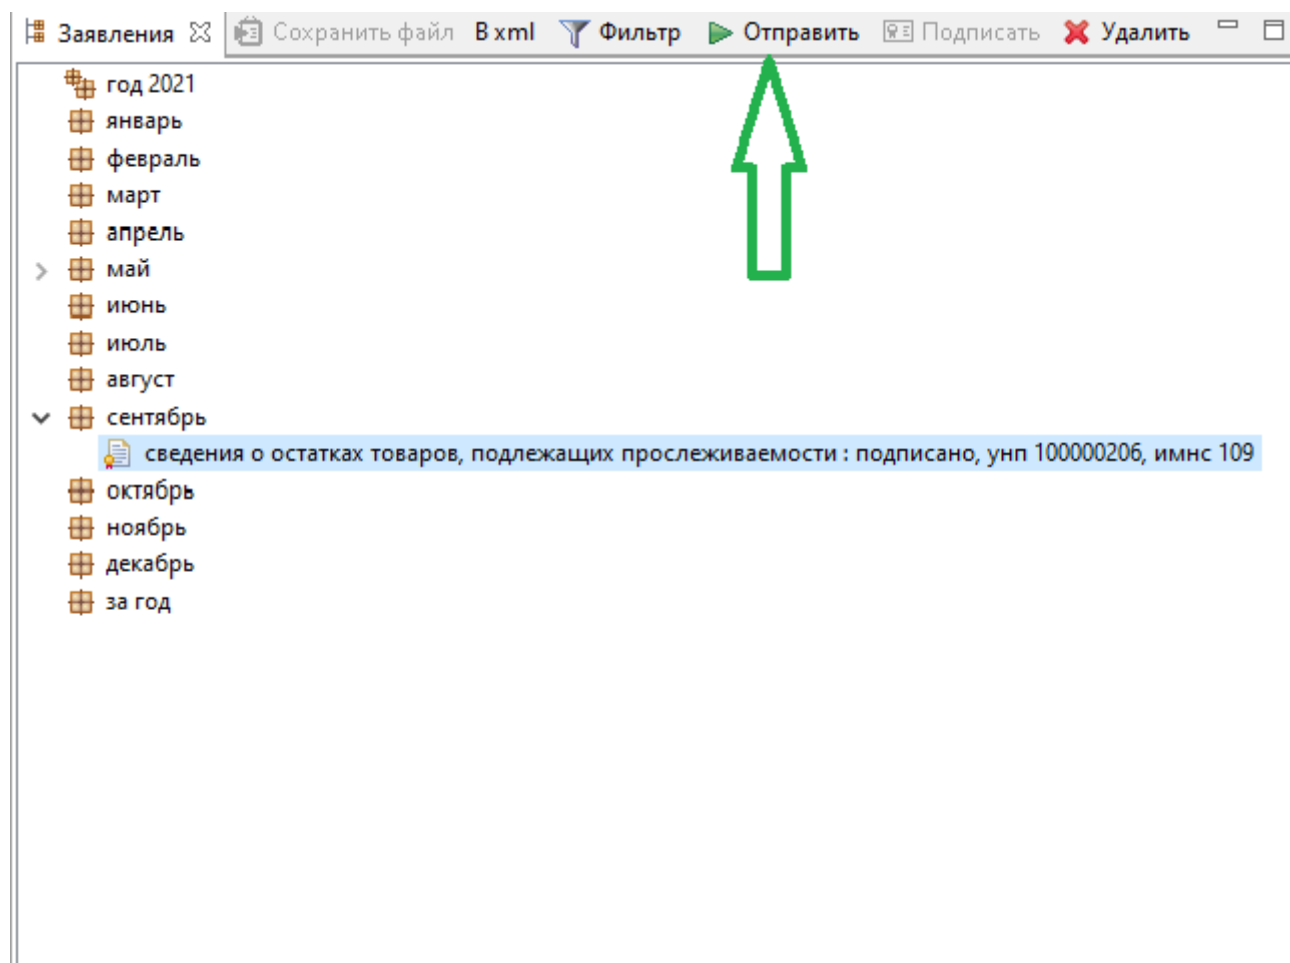 Заявления Сохранить файл В xml Фильтр Отправить Подписать Удалить
год 2021
январь
февраль
март
апрель
май
июнь
июль
август
сентябрь
сведения о остатках товаров, подлежащих прослеживаемости : подписано, унп 100000206, имнс 109
октябрь
ноябрь
декабрь
за год